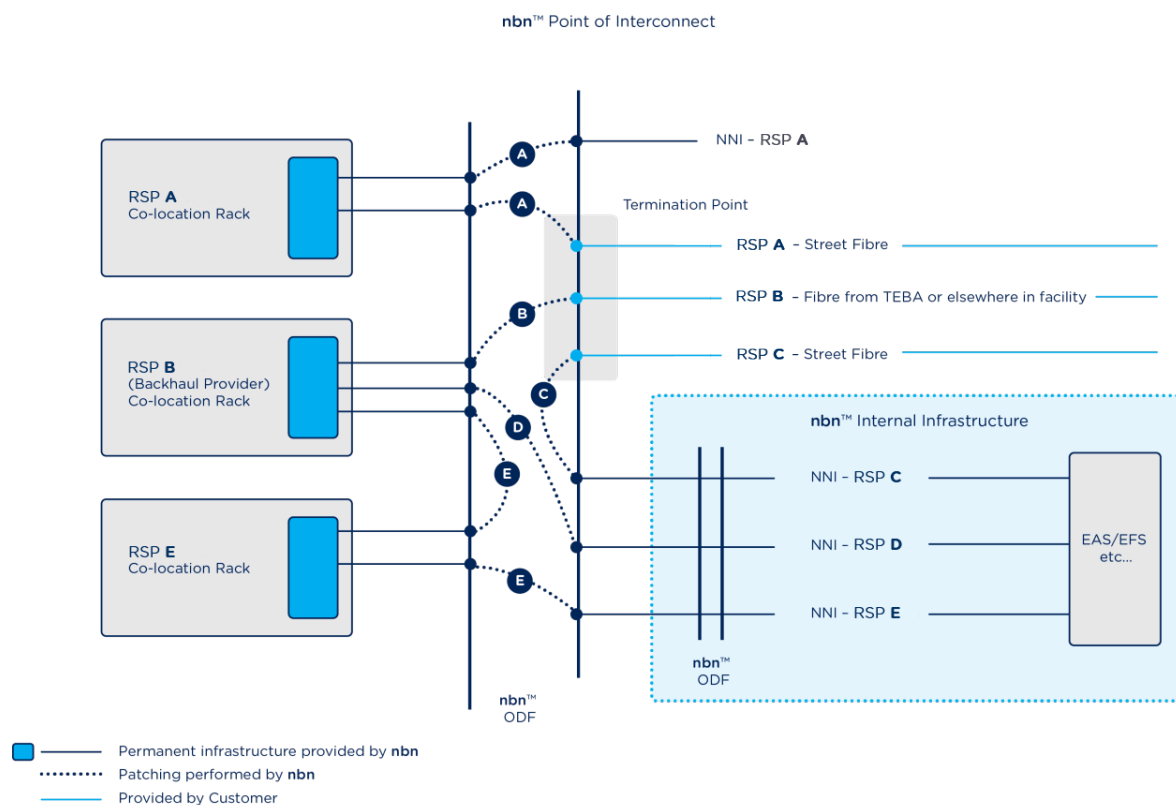 nbn™ Point of Interconnect
NNI – RSP A
A
RSP A
Co-location Rack
A
Termination Point
RSP A – Street Fibre
RSP B – Fibre from TEBA or elsewhere in facility
B
RSP C – Street Fibre
RSP B
(Backhaul Provider)
Co-location Rack
C
D
E
nbn™ Internal Infrastructure
NNI – RSP C
NNI – RSP D
NNI – RSP E
EAS/EFS
etc...
RSP E
Co-location Rack
E
nbn™
ODF
nbn™
ODF
Permanent infrastructure provided by nbn
Patching performed by nbn
Provided by Customer